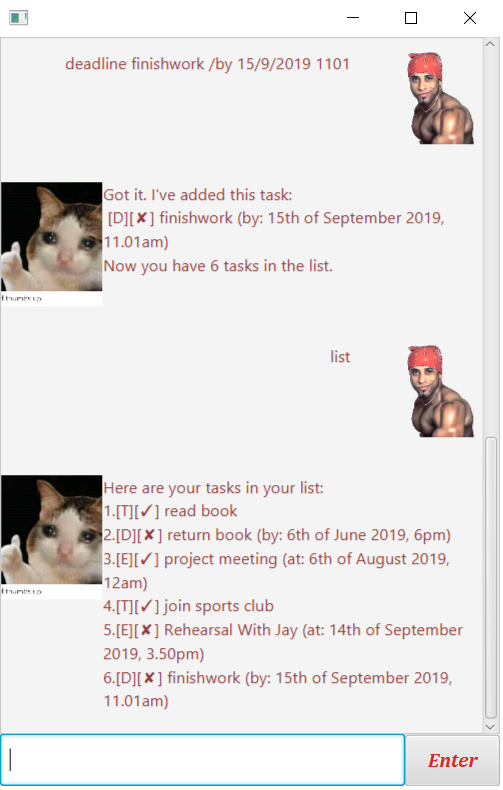 deadline finishwork /by 15/9/2019 1101
Got it. I've added this task:
[D][✘] finishwork (by: 15th of September 2019,
11.01am)
Now you have 6 tasks in the list.
thumbs up
list
Here are your tasks in your list:
1.[T][✓] read book
2.[D][✘] return book (by: 6th of June 2019, 6pm)
3.[E][✓] project meeting (at: 6th of August 2019,
12am)
4.[T][✓] join sports club
5.[E][✘] Rehearsal With Jay (at: 14th of September
2019, 3.50pm)
6.[D][✘] finishwork (by: 15th of September 2019,
11.01am)
thumbs up
Enter